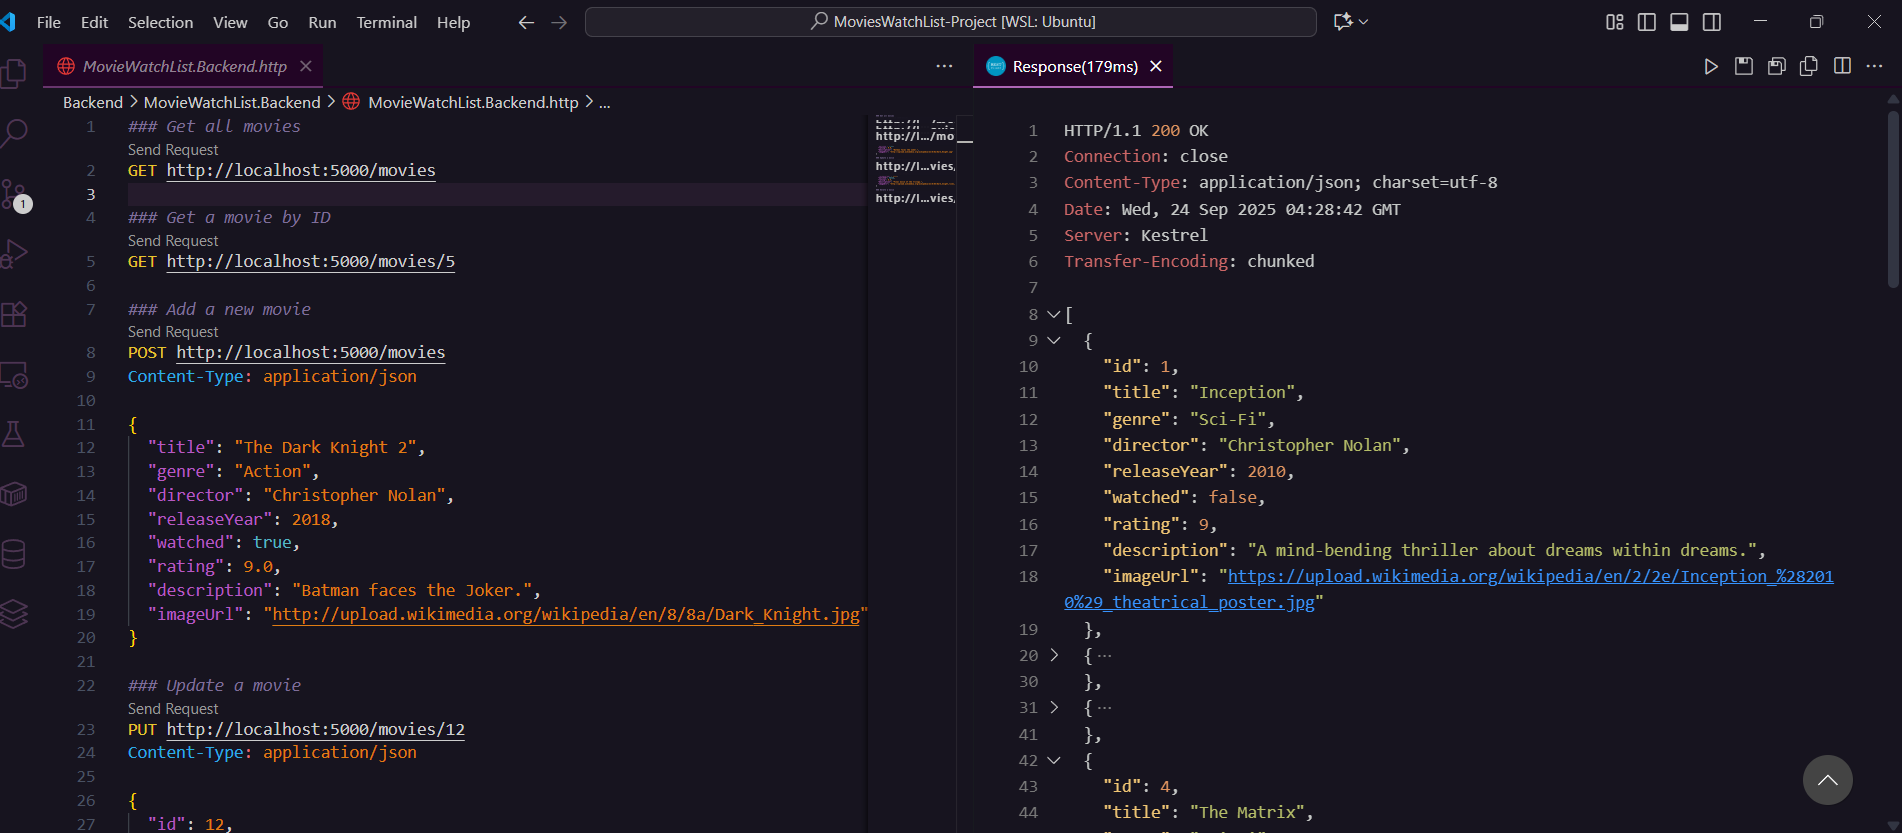 File Edit Selection View Go Run Terminal Help
MoviesWatchList-Project [WSL: Ubuntu]
MovieWatchList.Backend.http
Backend > MovieWatchList.Backend > MovieWatchList.Backend.http > ...
1 ### Get all movies
Send Request
2 GET http://localhost:5000/movies
3
4 ### Get a movie by ID
Send Request
5 GET http://localhost:5000/movies/5
6
7 ### Add a new movie
Send Request
8 POST http://localhost:5000/movies
9 Content-Type: application/json
10
11 {
12 "title": "The Dark Knight 2",
13 "genre": "Action",
14 "director": "Christopher Nolan",
15 "releaseYear": 2018,
16 "watched": true,
17 "rating": 9.0,
18 "description": "Batman faces the Joker.",
19 "imageUrl": "http://upload.wikimedia.org/wikipedia/en/8/8a/Dark_Knight.jpg"
20 }
21
22 ### Update a movie
Send Request
23 PUT http://localhost:5000/movies/12
24 Content-Type: application/json
25
26 {
27 "id": 12,
1
http://l…/mo
http://l…vies,
http://l…vies,
Response(179ms)
1 HTTP/1.1 200 OK
2 Connection: close
3 Content-Type: application/json; charset=utf-8
4 Date: Wed, 24 Sep 2025 04:28:42 GMT
5 Server: Kestrel
6 Transfer-Encoding: chunked
7
8 [
9 {
10 "id": 1,
11 "title": "Inception",
12 "genre": "Sci-Fi",
13 "director": "Christopher Nolan",
14 "releaseYear": 2010,
15 "watched": false,
16 "rating": 9,
17 "description": "A mind-bending thriller about dreams within dreams.",
18 "imageUrl": "https://upload.wikimedia.org/wikipedia/en/2/2e/Inception_%28201
0%29_theatrical_poster.jpg"
19 },
20 { ···
30 },
31 { ···
41 },
42 {
43 "id": 4,
44 "title": "The Matrix",